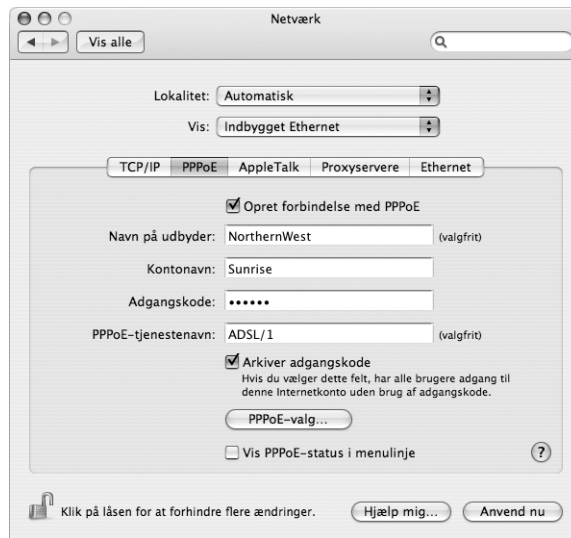 Netværk
Vis alle
Lokalitet: Automatisk
Vis: Indbygget Ethernet
TCP/IP PPPoE AppleTalk Proxyservere Ethernet
Opret forbindelse med PPPoE
Navn på udbyder: NorthernWest (valgfrit)
Kontonavn: Sunrise
Adgangskode: ••••••
PPPoE-tjenestenavn: ADSL/1 (valgfrit)
Arkiver adgangskode
Hvis du vælger dette felt, har alle brugere adgang til
denne Internetkonto uden brug af adgangskode.
PPPoE-valg...
Vis PPPoE-status i menulinje ?
Klik på låsen for at forhindre flere ændringer. Hjælp mig... Anvend nu